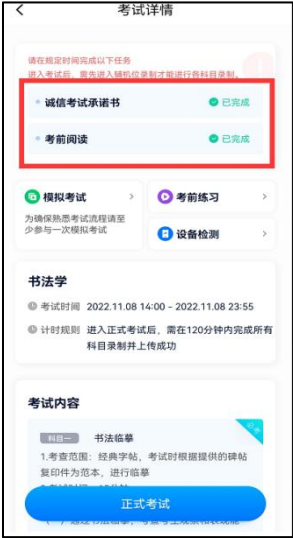 考试详情
请在规定时间完成以下任务
进入考试后，需先进入辅机位录制才能进行各科目录制。
诚信考试承诺书
已完成
考前阅读
已完成
模拟考试
为确保熟悉考试流程请至
少参与一次模拟考试
考前练习
设备检测
书法学
考试时间 2022.11.08 14:00 - 2022.11.08 23:55
计时规则 进入正式考试后，需在120分钟内完成所有
科目录制并上传成功
考试内容
科目一 书法临摹
1.考查范围：经典字帖，考试时根据提供的碑帖
复印件为范本，进行临摹
正式考试